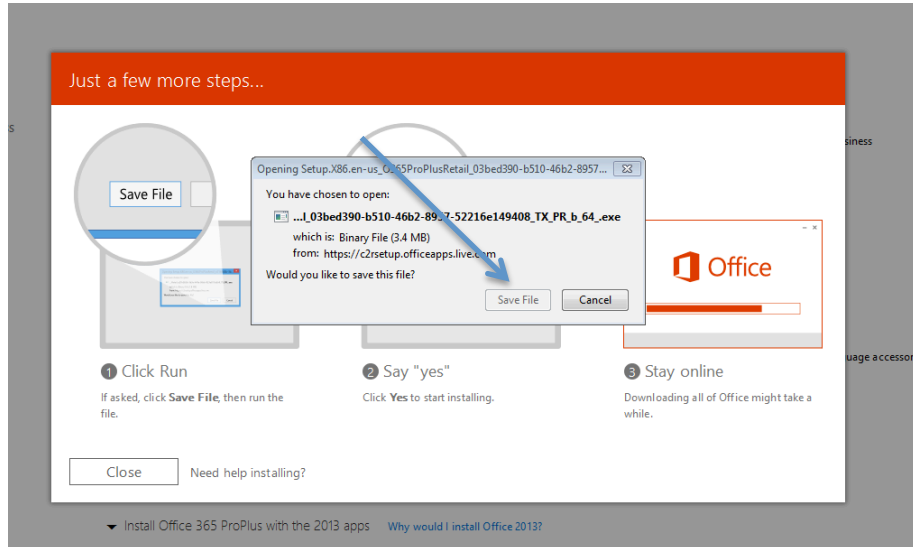 Just a few more steps...
ss
siness
Save File
Opening Setup.X86.en-us_O365ProPlusRetail_03bed390-b510-46b2-8957...
You have chosen to open:
...l_03bed390-b510-46b2-8957-52216e149408_TX_PR_b_64_.exe
which is: Binary File (3.4 MB)
from: https://c2rsetup.officeapps.live.com
Would you like to save this file?
Save File Cancel
Office
1 Click Run
If asked, click Save File, then run the
file.
2 Say "yes"
Click Yes to start installing.
3 Stay online
Downloading all of Office might take a
while.
uage accessor
Close Need help installing?
Install Office 365 ProPlus with the 2013 apps Why would I install Office 2013?